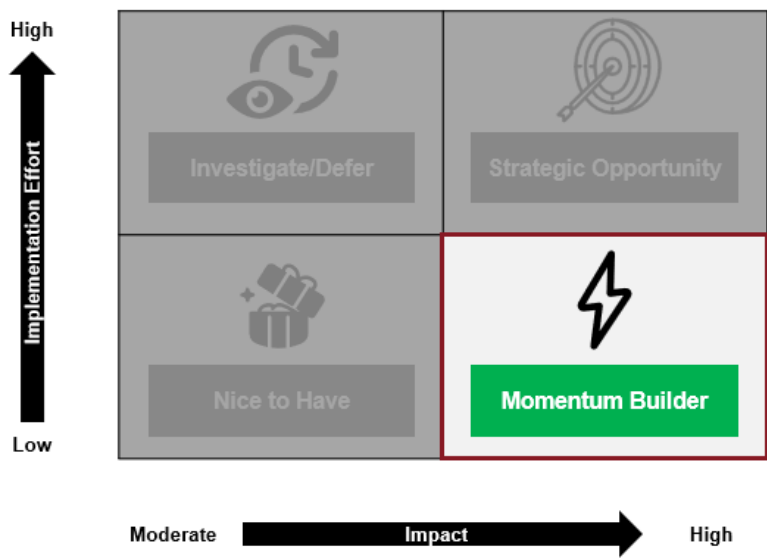 High
Implementation Effort
Low
Investigate/Defer
Strategic Opportunity
Nice to Have
Momentum Builder
Moderate
Impact
High